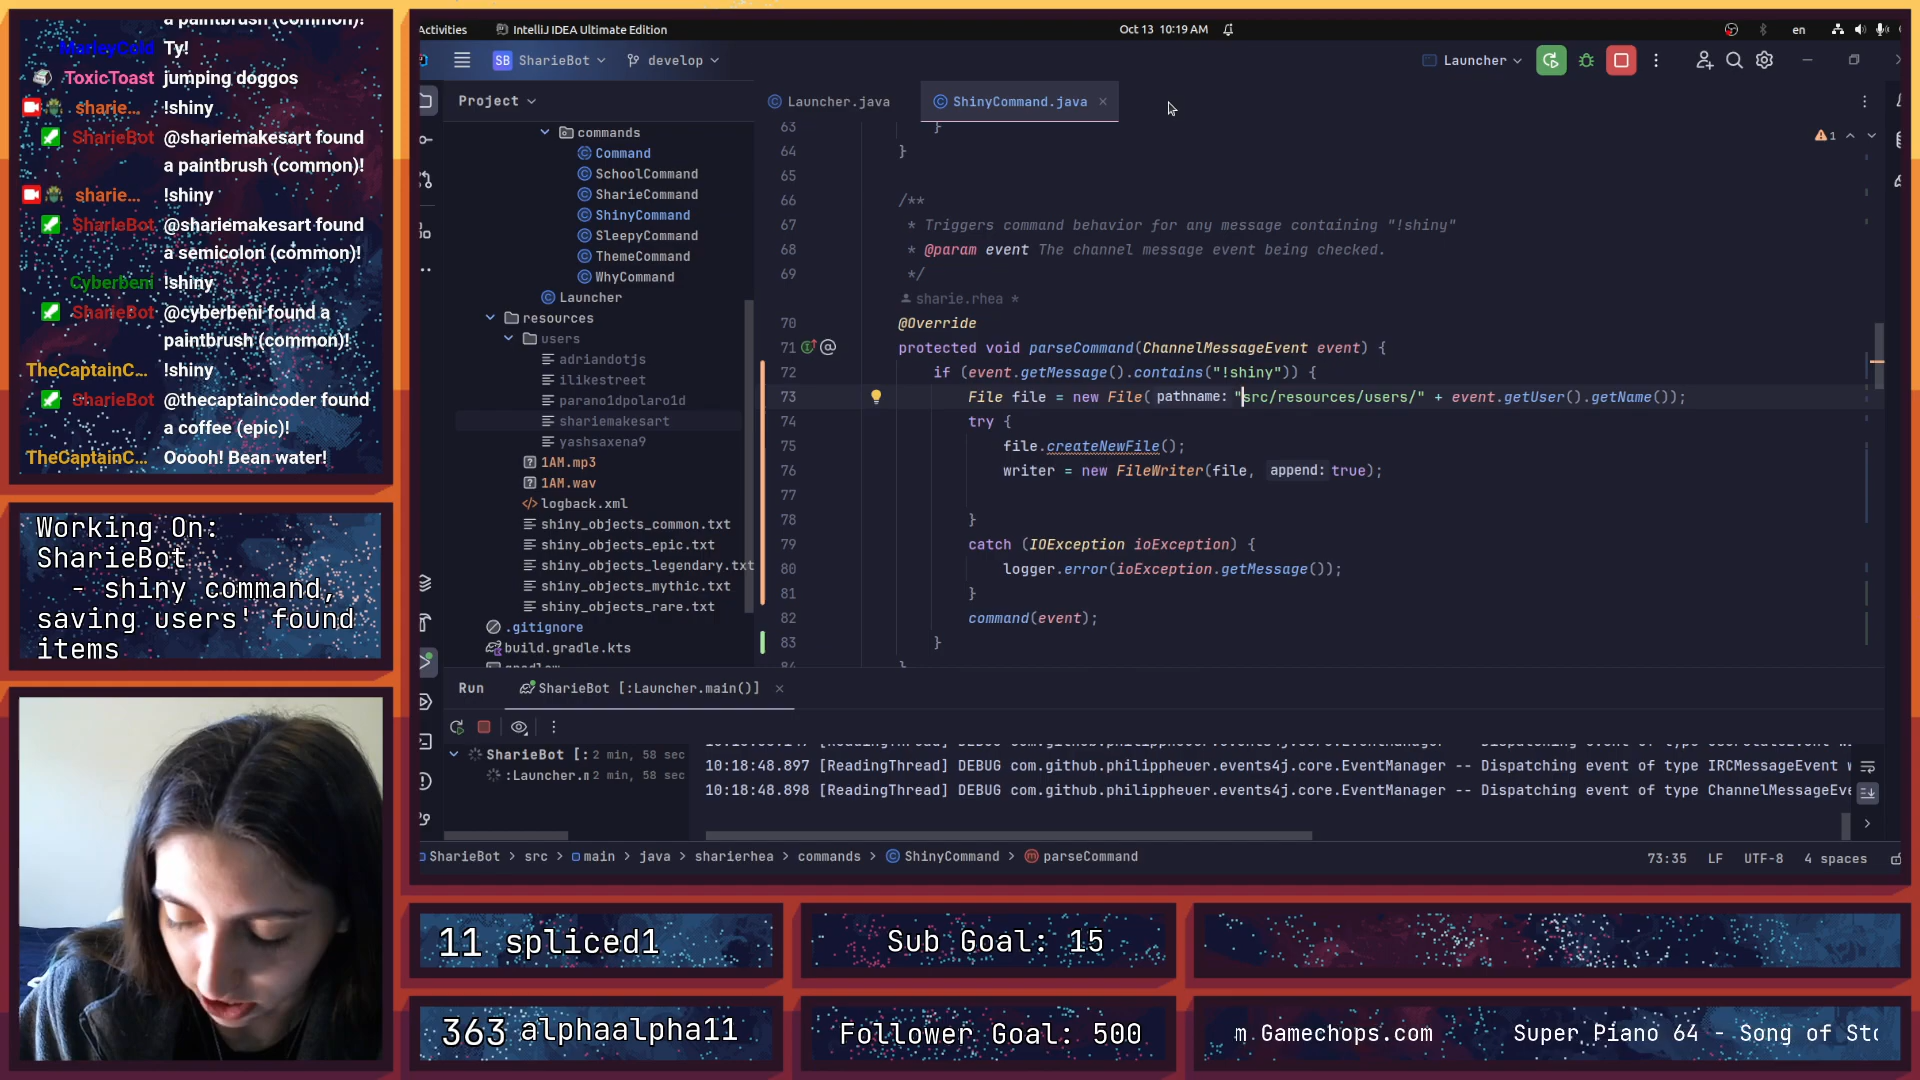 a paintbrush (common)!
MarleyCold Ty!
ToxicToast jumping doggos
sharie... !shiny
SharieBot @shariemakesart found
a paintbrush (common)!
sharie... !shiny
SharieBot @shariemakesart found
a semicolon (common)!
Cyberbeni !shiny
SharieBot @cyberbeni found a
paintbrush (common)!
TheCaptainC... !shiny
SharieBot @thecaptaincoder found
a coffee (epic)!
TheCaptainC... Ooooh! Bean water!
Working On:
SharieBot
- shiny command,
saving users' found
items
Activities IntelliJ IDEA Ultimate Edition Oct 13 10:19 AM en
SB SharieBot develop Launcher
Project Launcher.java ShinyCommand.java
commands
Command
SchoolCommand
SharieCommand
ShinyCommand
SleepyCommand
ThemeCommand
WhyCommand
Launcher
resources
users
adriandotjs
ilikestreet
parano1dpolaro1d
shariemakesart
yashsaxena9
1AM.mp3
1AM.wav
logback.xml
shiny_objects_common.txt
shiny_objects_epic.txt
shiny_objects_legendary.txt
shiny_objects_mythic.txt
shiny_objects_rare.txt
.gitignore
build.gradle.kts
gradlew
1
63 }
64 }
65
66 /**
67 * Triggers command behavior for any message containing "!shiny"
68 * @param event The channel message event being checked.
69 */
sharie.rhea *
70 @Override
71 protected void parseCommand(ChannelMessageEvent event) {
72 if (event.getMessage().contains("!shiny")) {
73 File file = new File( pathname: "src/resources/users/" + event.getUser().getName());
74 try {
75 file.createNewFile();
76 writer = new FileWriter(file, append: true);
77
78 }
79 catch (IOException ioException) {
80 logger.error(ioException.getMessage());
81 }
82 command(event);
83 }
84 }
Run SharieBot [:Launcher.main()]
SharieBot [: 2 min, 58 sec
:Launcher.m 2 min, 58 sec
10:18:48.897 [ReadingThread] DEBUG com.github.philippheuer.events4j.core.EventManager -- Dispatching event of type IRCMessageEvent w
10:18:48.898 [ReadingThread] DEBUG com.github.philippheuer.events4j.core.EventManager -- Dispatching event of type ChannelMessageEve
SharieBot > src > main > java > sharierhea > commands > ShinyCommand > parseCommand 73:35 LF UTF-8 4 spaces
11 spliced1
Sub Goal: 15
363 alphaalpha11
Follower Goal: 500
m Gamechops.com Super Piano 64 - Song of Sto